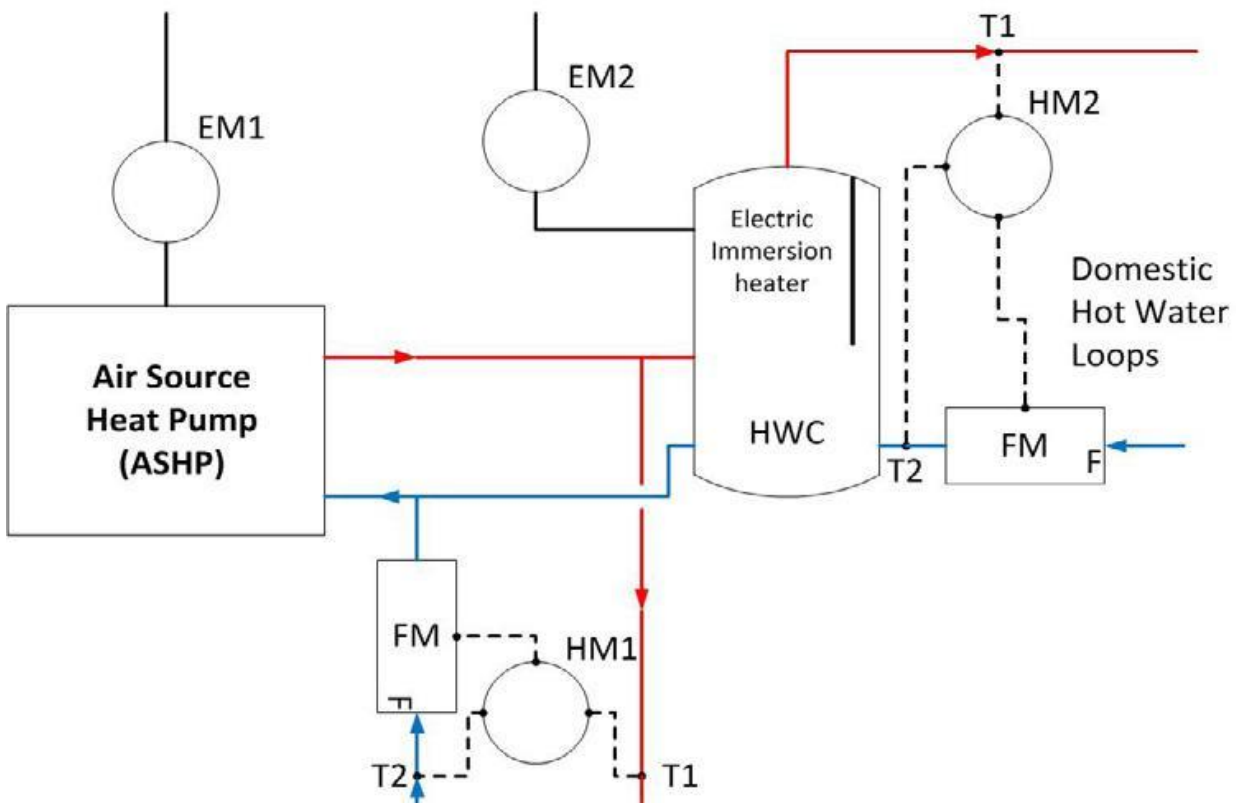 T1
EM2
HM2
EM1
Electric
Immersion
heater
Domestic
Hot Water
Loops
Air Source
Heat Pump
(ASHP)
HWC
FM
F
T2
FM
HM1
F
T2
T1